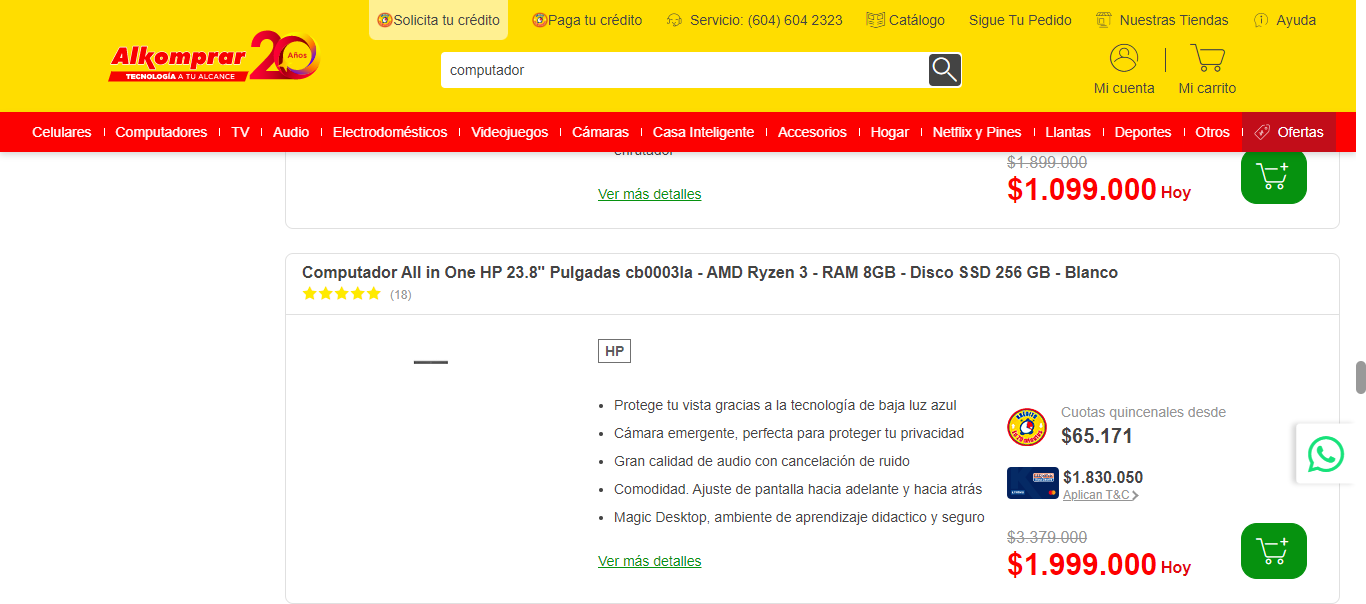 Solicita tu crédito
Paga tu crédito
Servicio: (604) 604 2323
Catálogo
Sigue Tu Pedido
Nuestras Tiendas
Ayuda
Alkomprar 20 Años
TECNOLOGÍA A TU ALCANCE
computador
Mi cuenta
Mi carrito
Celulares
Computadores
TV
Audio
Electrodomésticos
Videojuegos
Cámaras
Casa Inteligente
Accesorios
Hogar
Netflix y Pines
Llantas
Deportes
Otros
Ofertas
enrutador
$1.899.000
$1.099.000 Hoy
Ver más detalles
Computador All in One HP 23.8" Pulgadas cb0003la - AMD Ryzen 3 - RAM 8GB - Disco SSD 256 GB - Blanco
(18)
HP
Protege tu vista gracias a la tecnología de baja luz azul
Cámara emergente, perfecta para proteger tu privacidad
Gran calidad de audio con cancelación de ruido
Comodidad. Ajuste de pantalla hacia adelante y hacia atrás
Magic Desktop, ambiente de aprendizaje didactico y seguro
Ver más detalles
Cuotas quincenales desde
$65.171
$1.830.050
Aplican T&C
$3.379.000
$1.999.000 Hoy